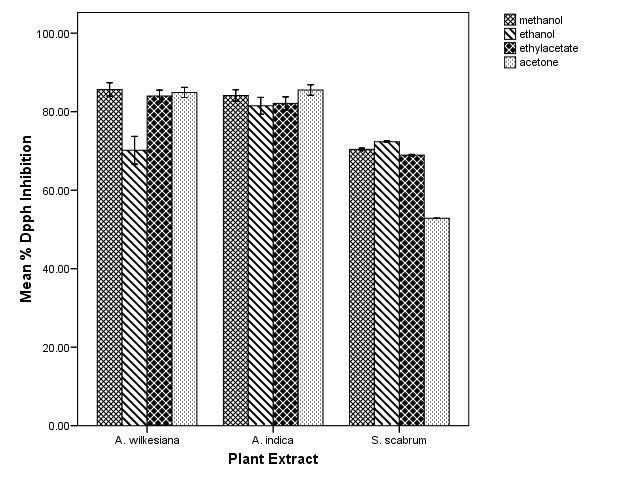 100.00
80.00
60.00
40.00
20.00
0.00
Mean % Dpph Inhibition
A. wilkesiana
A. indica
S. scabrum
Plant Extract
methanol
ethanol
ethylacetate
acetone